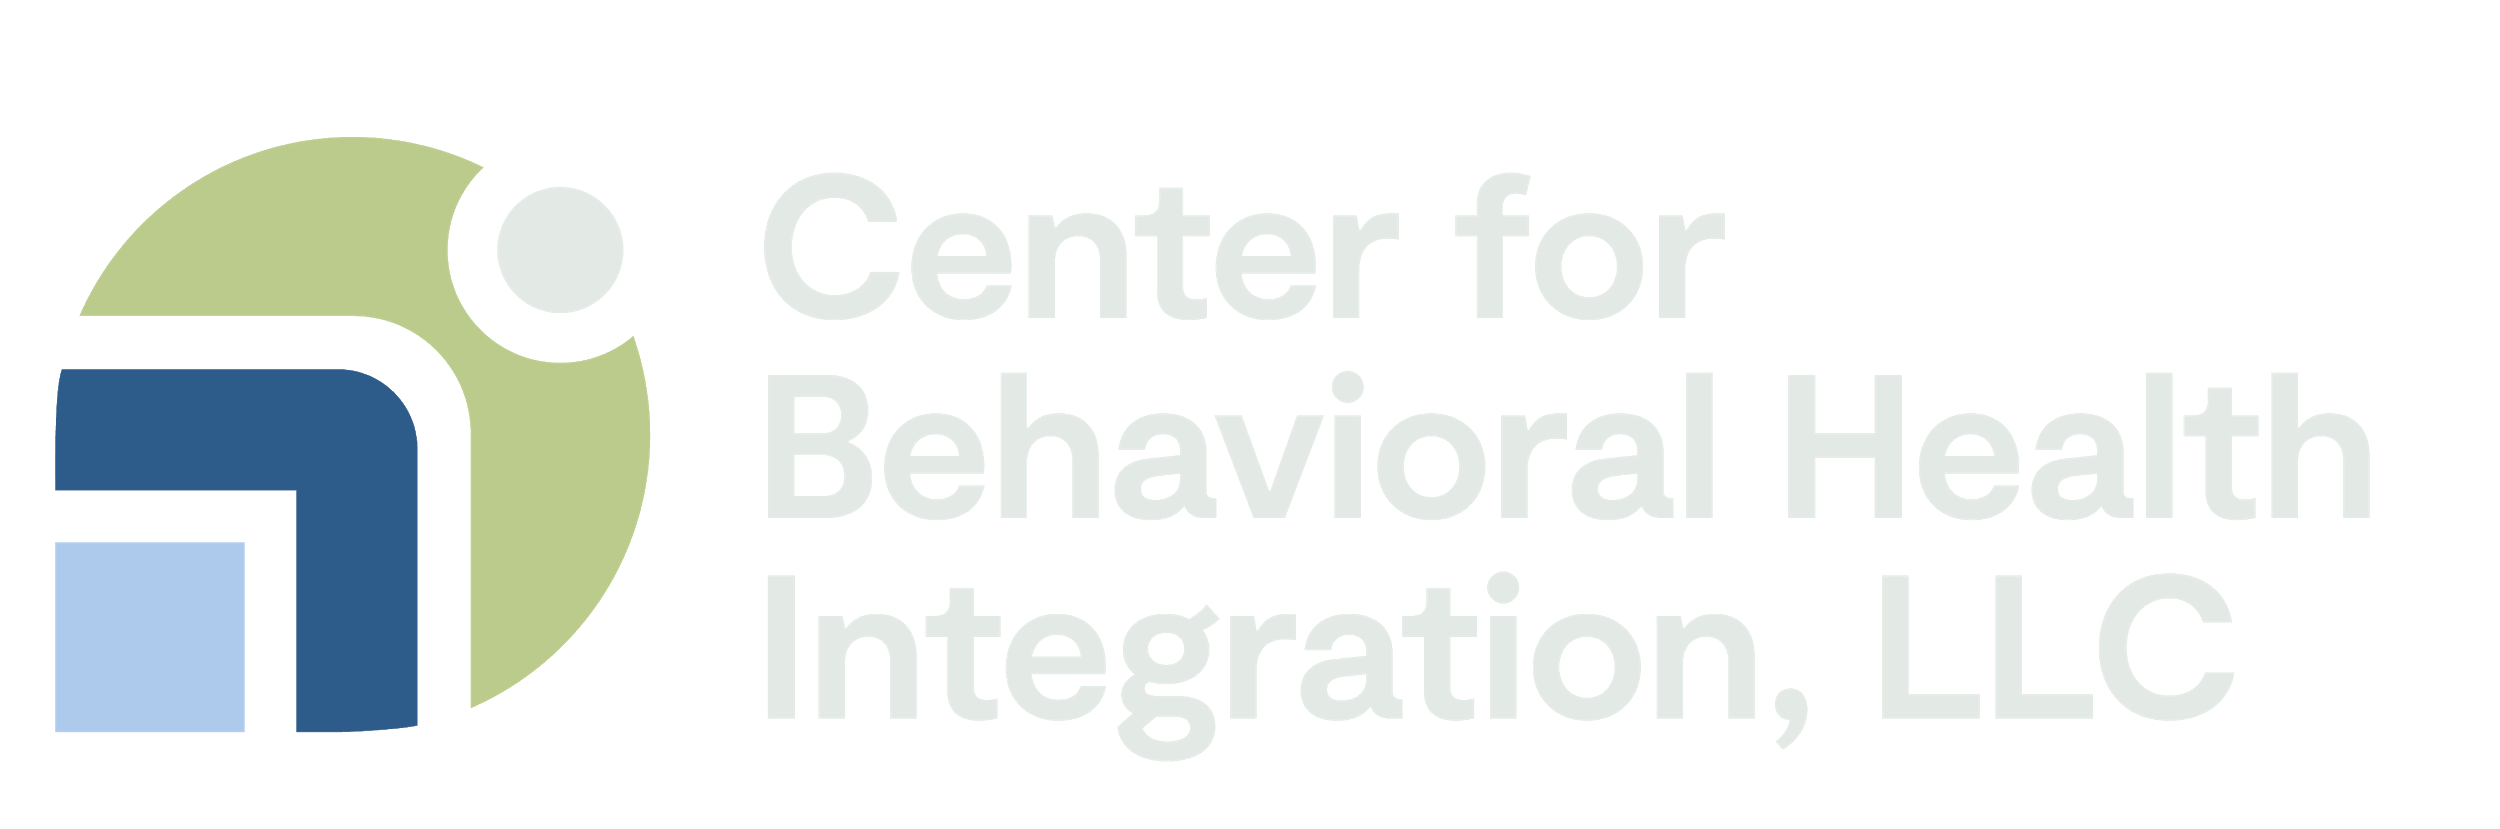 Center for
Behavioral Health
Integration, LLC